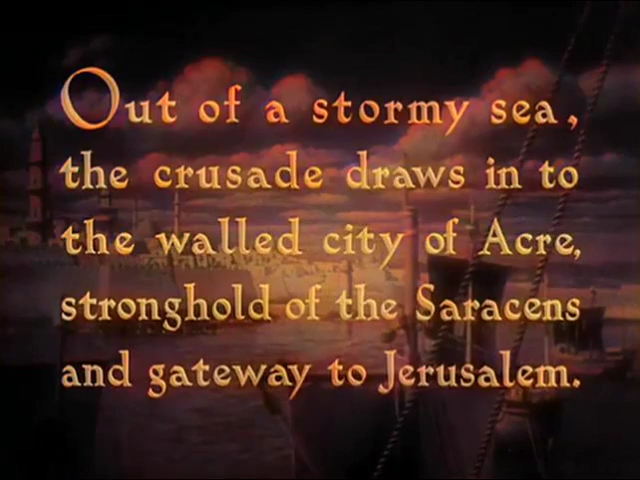 Out of a stormy sea,
the crusade draws in to
the walled city of Acre,
stronghold of the Saracens
and gateway to Jerusalem.